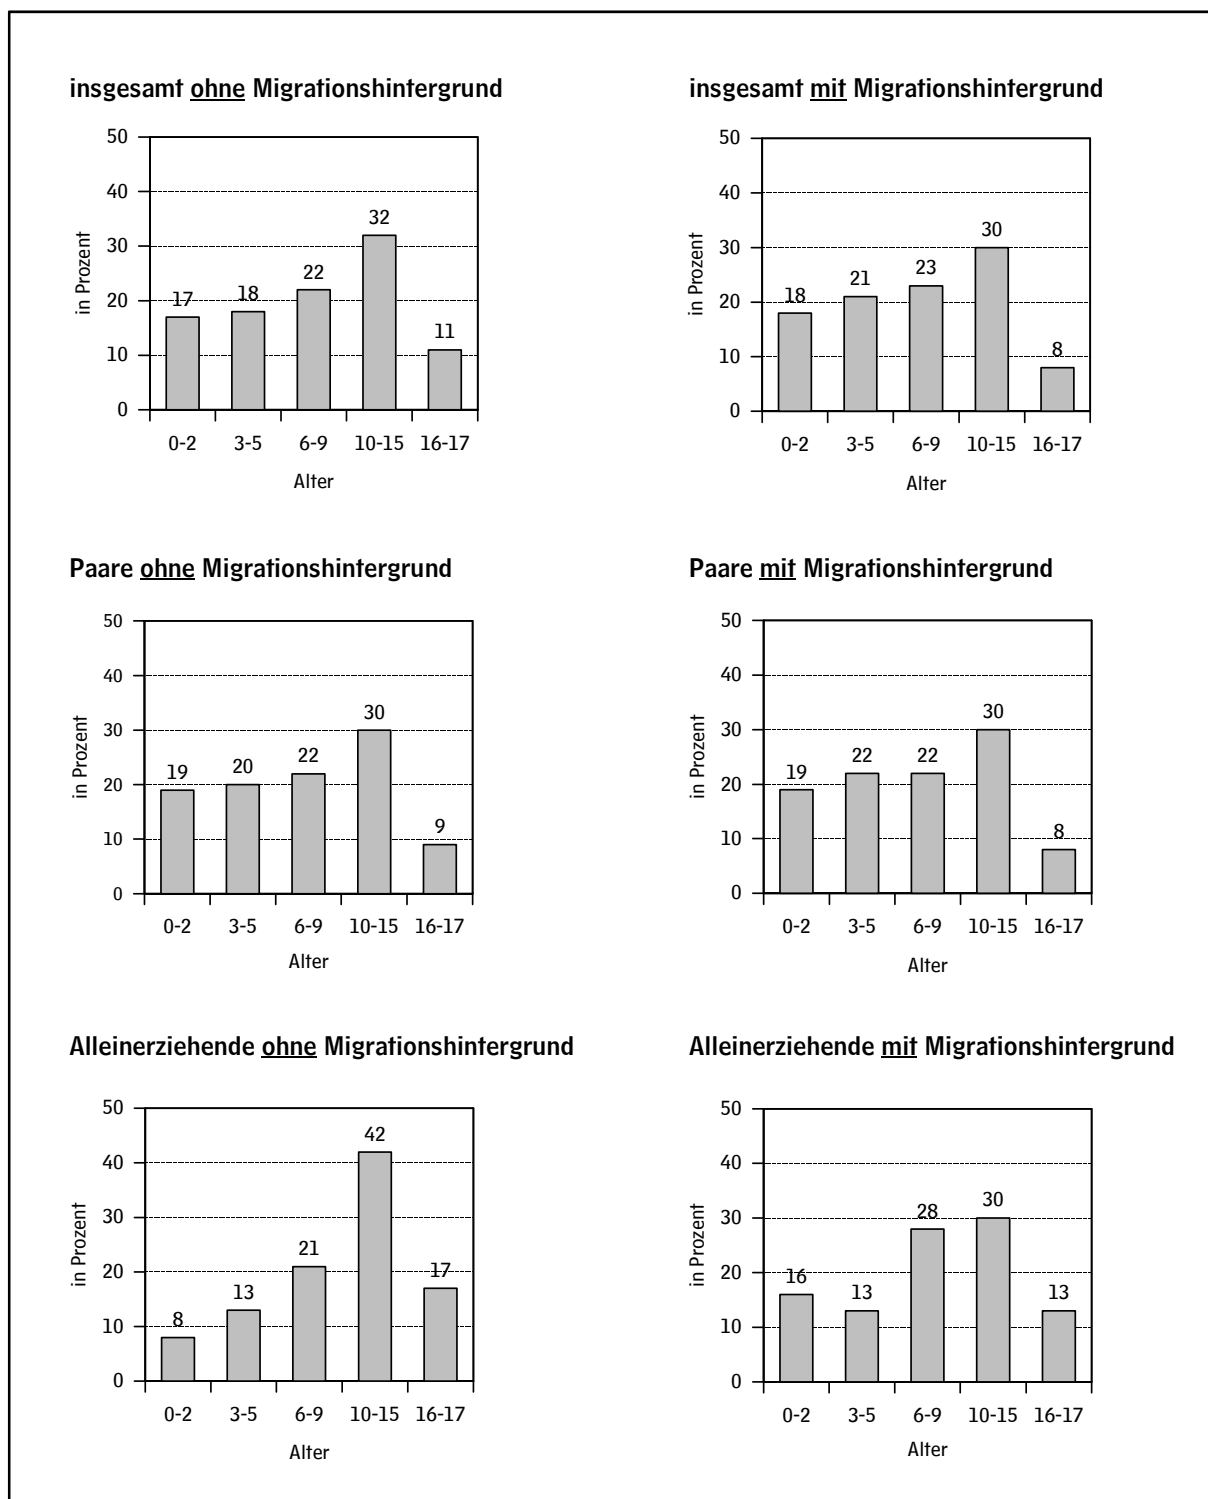 insgesamt ohne Migrationshintergrund
50
40
30
20
10
0
in Prozent
17
18
22
32
11
0-2 3-5 6-9 10-15 16-17
Alter
insgesamt mit Migrationshintergrund
50
40
30
20
10
0
in Prozent
18
21
23
30
8
0-2 3-5 6-9 10-15 16-17
Alter
Paare ohne Migrationshintergrund
50
40
30
20
10
0
in Prozent
19
20
22
30
9
0-2 3-5 6-9 10-15 16-17
Alter
Paare mit Migrationshintergrund
50
40
30
20
10
0
in Prozent
19
22
22
30
8
0-2 3-5 6-9 10-15 16-17
Alter
Alleinerziehende ohne Migrationshintergrund
50
40
30
20
10
0
in Prozent
8
13
21
42
17
0-2 3-5 6-9 10-15 16-17
Alter
Alleinerziehende mit Migrationshintergrund
50
40
30
20
10
0
in Prozent
16
13
28
30
13
0-2 3-5 6-9 10-15 16-17
Alter